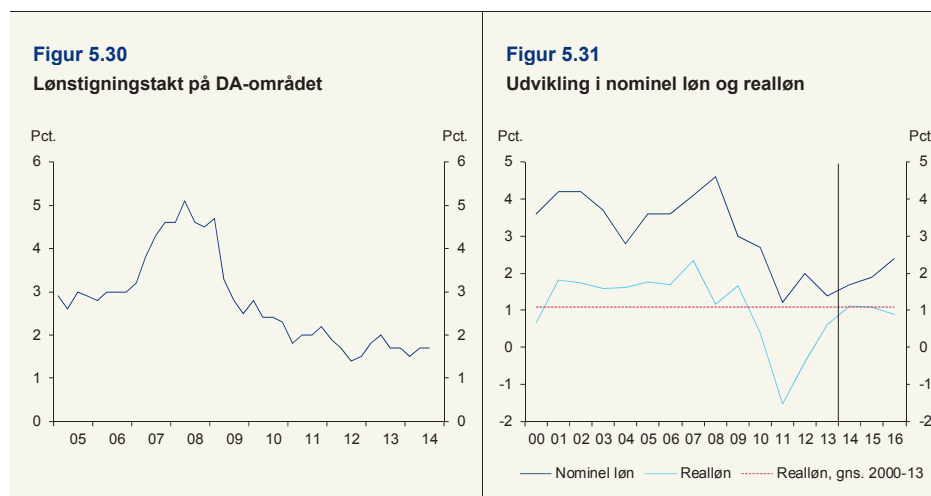 Figur 5.30
Lønstigningstakt på DA-området
Pct. Pct.
6 6
5 5
4 4
3 3
2 2
1 1
0 0
05 06 07 08 09 10 11 12 13 14
Figur 5.31
Udvikling i nominel løn og realløn
Pct. Pct
5 5
4 4
3 3
2 2
1 1
0 0
-1 -1
-2 -2
00 01 02 03 04 05 06 07 08 09 10 11 12 13 14 15 16
Nominel løn Realløn Realløn, gns. 2000-13